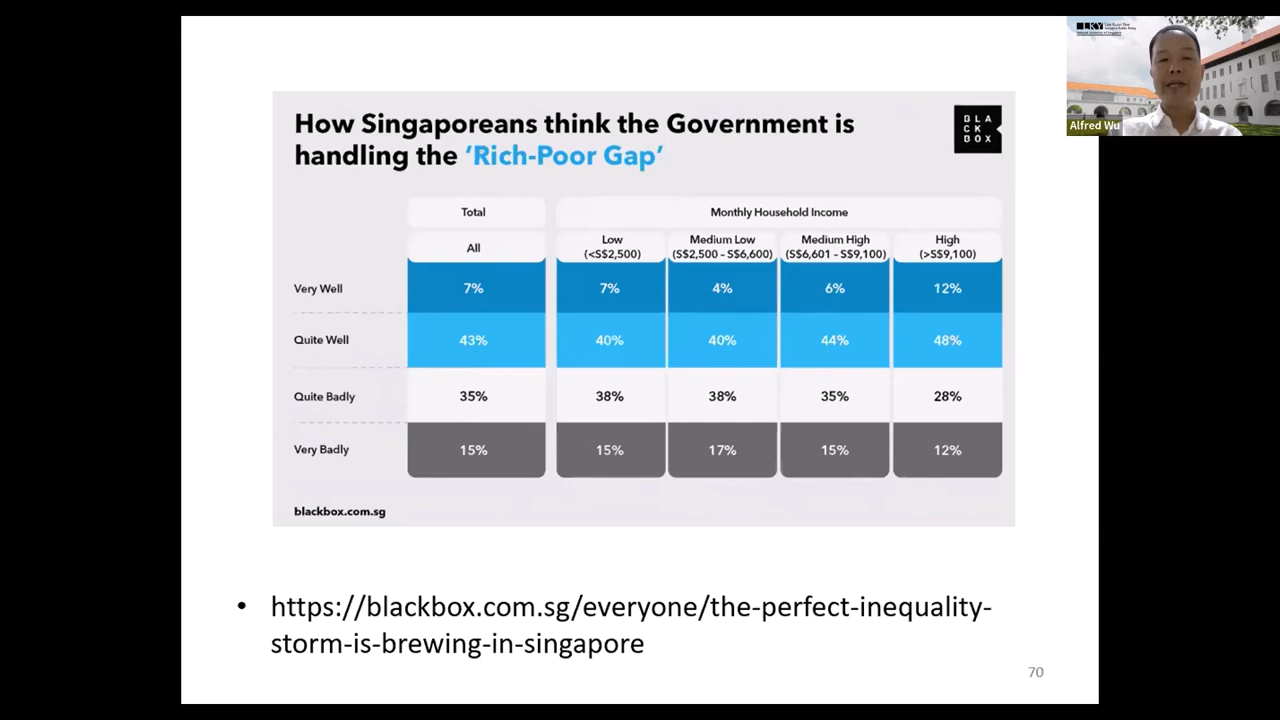 How Singaporeans think the Government is
handling the ‘Rich-Poor Gap’
BLA
CK
BOX
Total
Monthly Household Income
All
Low
(<S$2,500)
Medium Low
(S$2,500 - S$6,600)
Medium High
(S$6,601 - S$9,100)
High
(>S$9,100)
Very Well
7%
7%
4%
6%
12%
Quite Well
43%
40%
40%
44%
48%
Quite Badly
35%
38%
38%
35%
28%
Very Badly
15%
15%
17%
15%
12%
blackbox.com.sg
• https://blackbox.com.sg/everyone/the-perfect-inequality-
storm-is-brewing-in-singapore
70
LKY
Alfred Wu